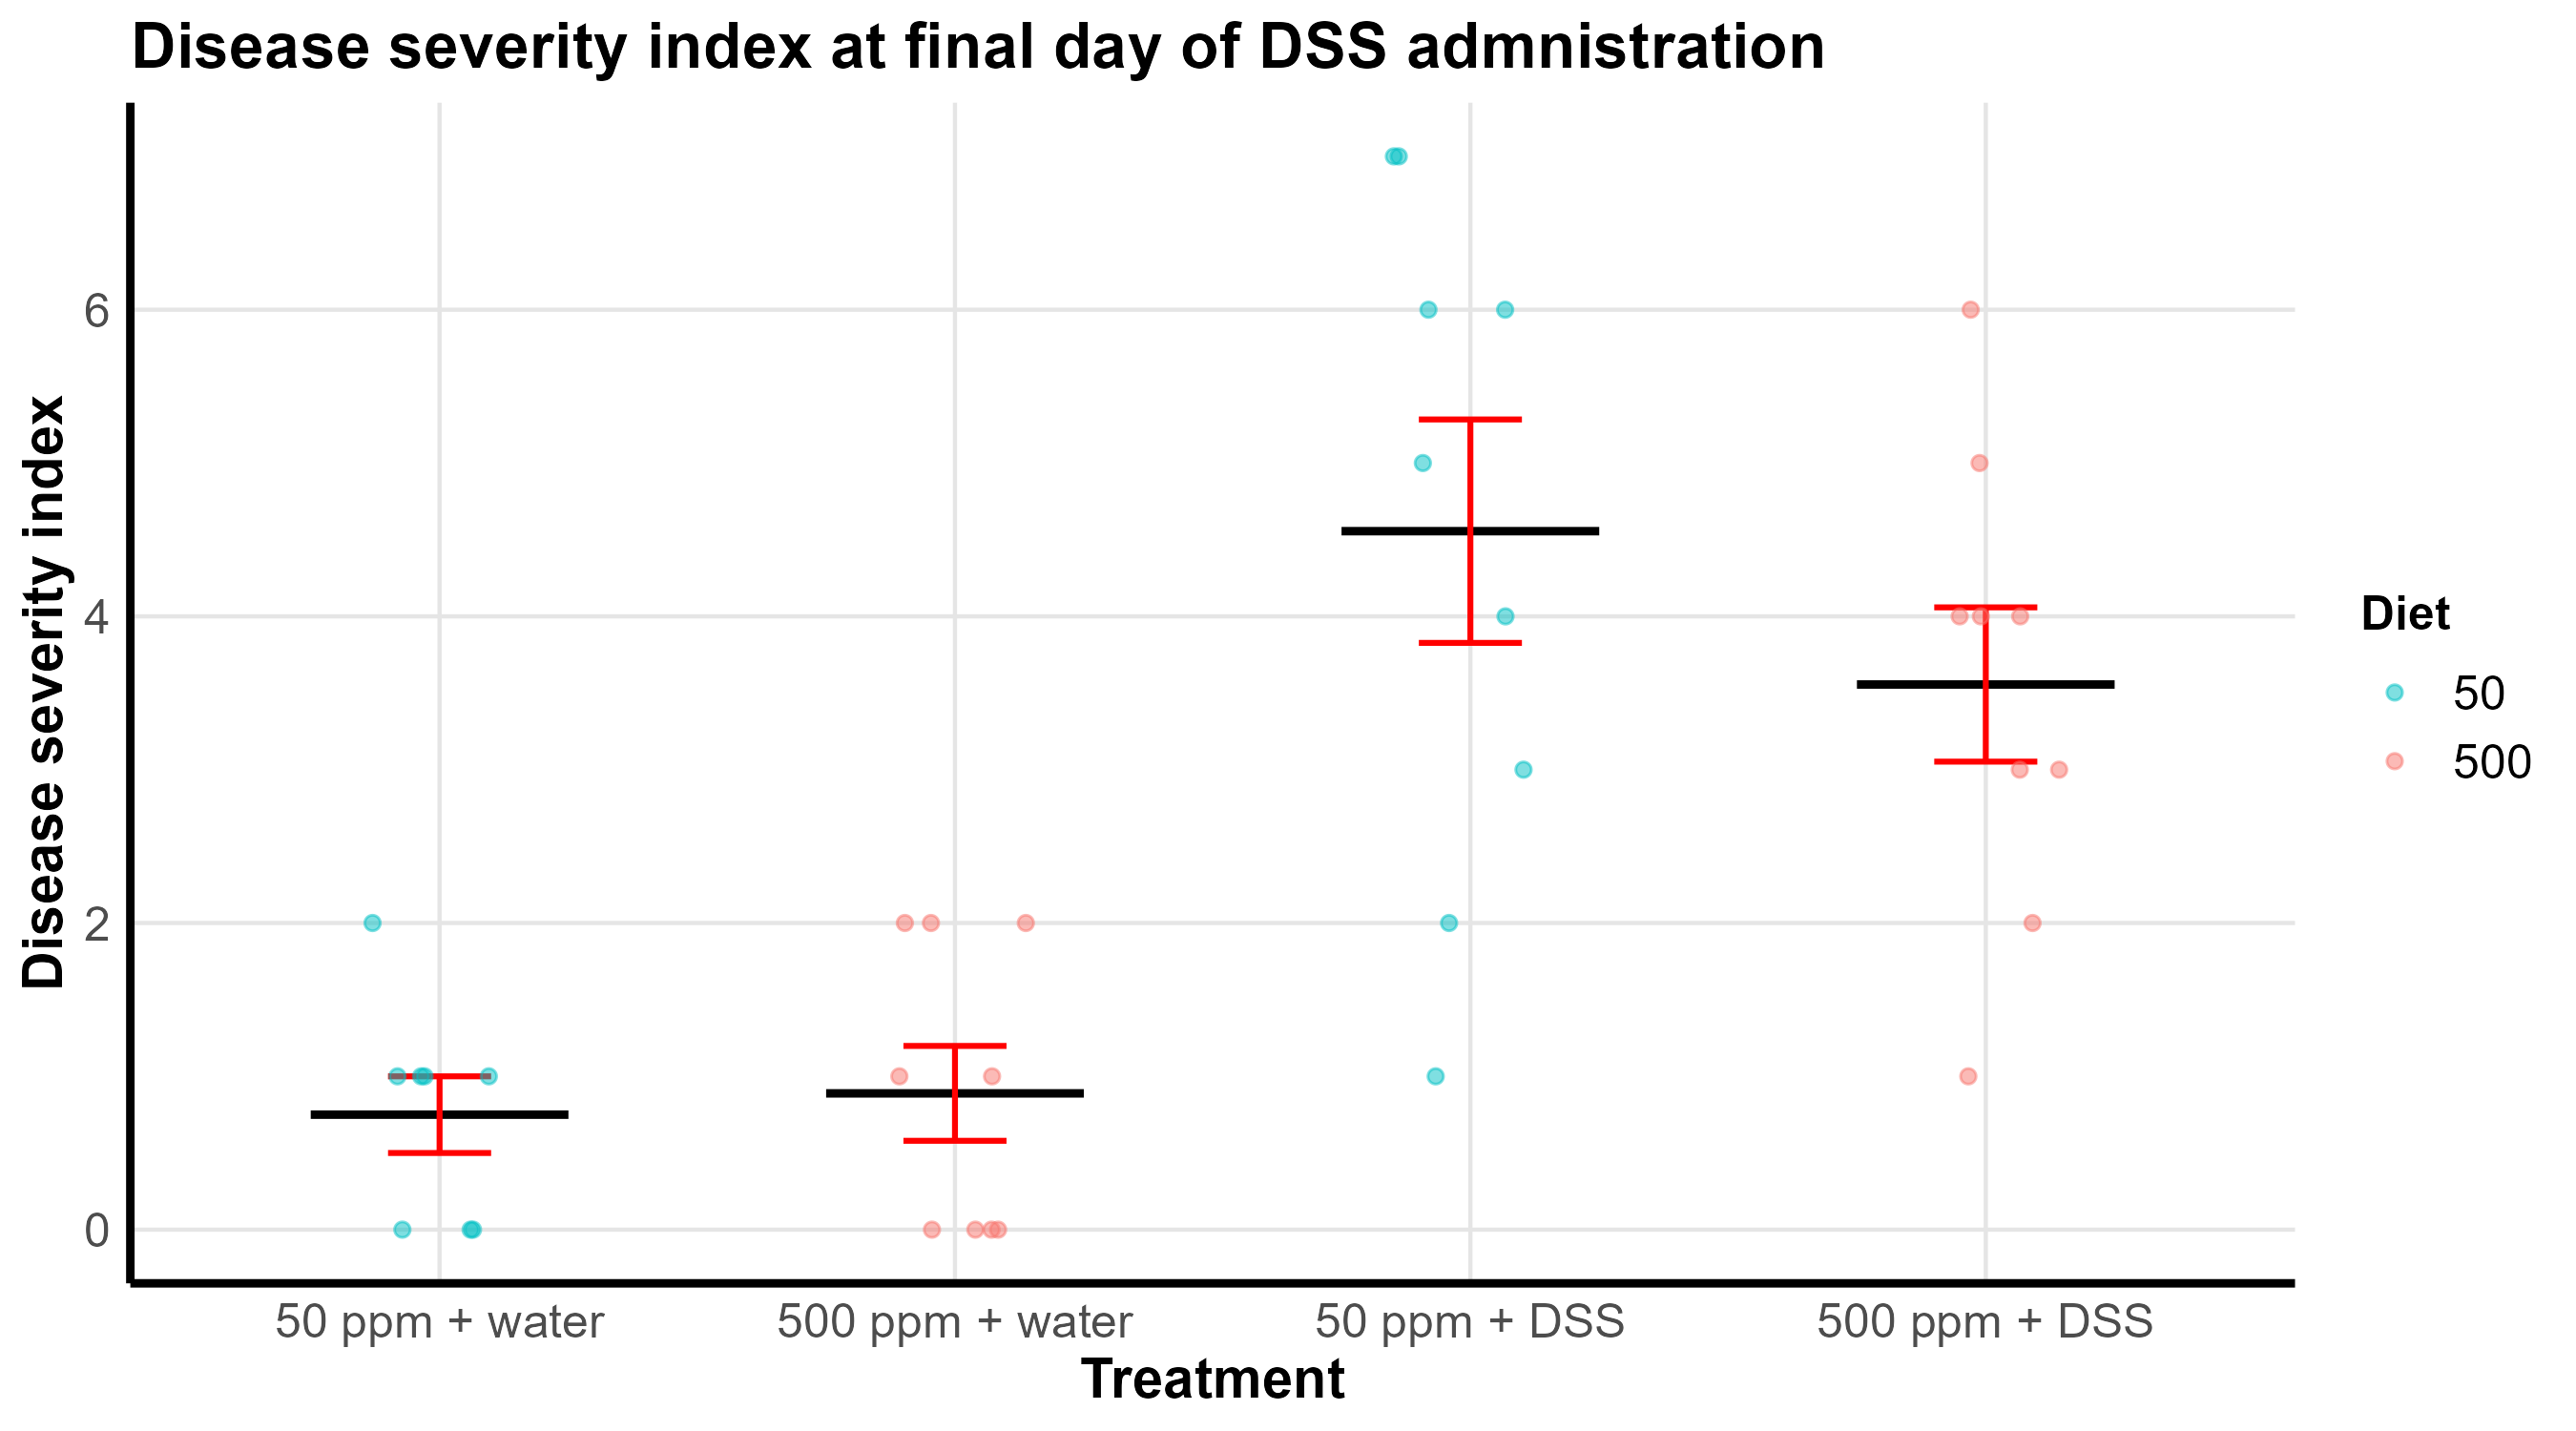 Disease severity index at final day of DSS admnistration
Disease severity index
6
4
2
0
50 ppm + water
500 ppm + water
50 ppm + DSS
500 ppm + DSS
Treatment
Diet
50
500